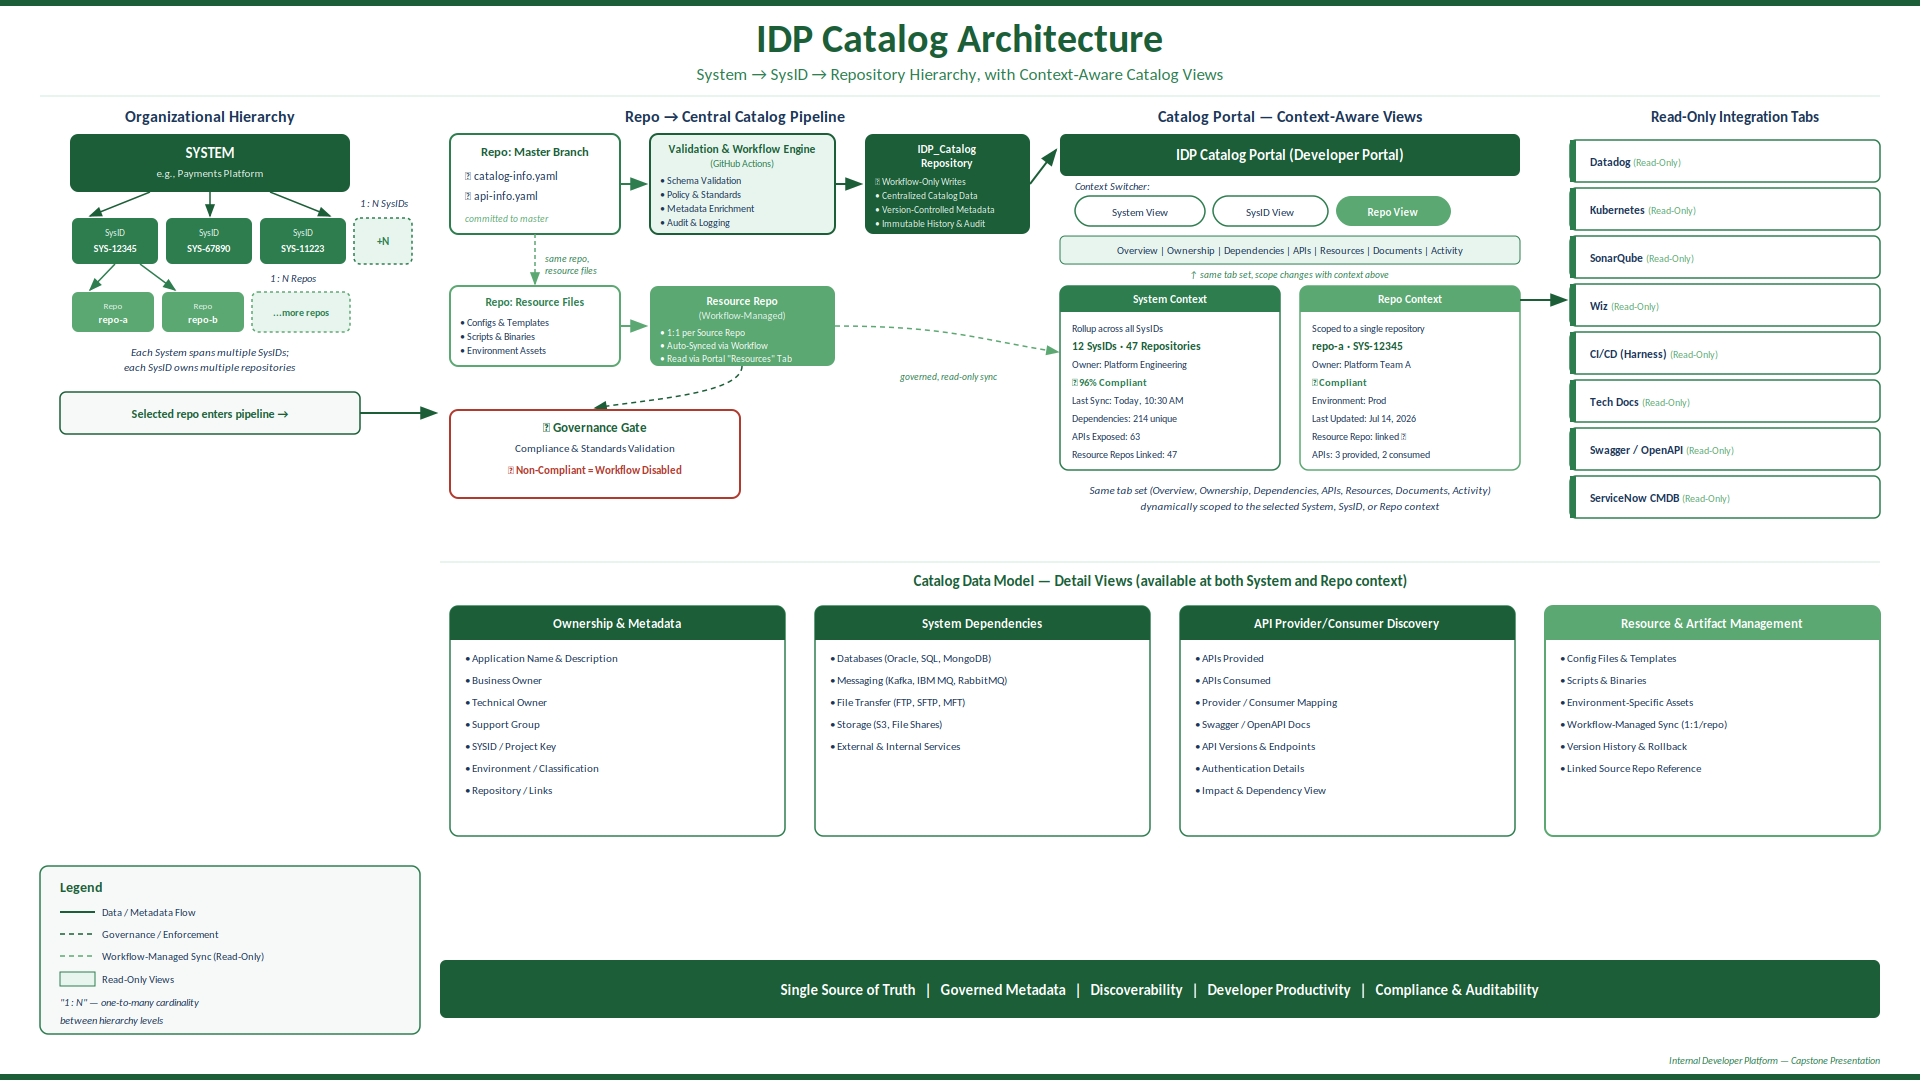 IDP Catalog Architecture
System → SysID → Repository Hierarchy, with Context-Aware Catalog Views
Organizational Hierarchy
SYSTEM
e.g., Payments Platform
1 : N SysIDs
SysID
SYS-12345
SysID
SYS-67890
SysID
SYS-11223
+N
1 : N Repos
Repo
repo-a
Repo
repo-b
...more repos
Each System spans multiple SysIDs;
each SysID owns multiple repositories
Selected repo enters pipeline →
Repo → Central Catalog Pipeline
Repo: Master Branch
catalog-info.yaml
api-info.yaml
committed to master
Validation & Workflow Engine
(GitHub Actions)
• Schema Validation
• Policy & Standards
• Metadata Enrichment
• Audit & Logging
IDP_Catalog
Repository
Workflow-Only Writes
• Centralized Catalog Data
• Version-Controlled Metadata
• Immutable History & Audit
same repo,
resource files
Repo: Resource Files
• Configs & Templates
• Scripts & Binaries
• Environment Assets
Resource Repo
(Workflow-Managed)
• 1:1 per Source Repo
• Auto-Synced via Workflow
• Read via Portal "Resources" Tab
governed, read-only sync
Governance Gate
Compliance & Standards Validation
Non-Compliant = Workflow Disabled
Catalog Portal — Context-Aware Views
IDP Catalog Portal (Developer Portal)
Context Switcher:
System View
SysID View
Repo View
Overview | Ownership | Dependencies | APIs | Resources | Documents | Activity
↑ same tab set, scope changes with context above
System Context
Rollup across all SysIDs
12 SysIDs · 47 Repositories
Owner: Platform Engineering
96% Compliant
Last Sync: Today, 10:30 AM
Dependencies: 214 unique
APIs Exposed: 63
Resource Repos Linked: 47
Repo Context
Scoped to a single repository
repo-a · SYS-12345
Owner: Platform Team A
Compliant
Environment: Prod
Last Updated: Jul 14, 2026
Resource Repo: linked
APIs: 3 provided, 2 consumed
Same tab set (Overview, Ownership, Dependencies, APIs, Resources, Documents, Activity)
dynamically scoped to the selected System, SysID, or Repo context
Read-Only Integration Tabs
Datadog (Read-Only)
Kubernetes (Read-Only)
SonarQube (Read-Only)
Wiz (Read-Only)
CI/CD (Harness) (Read-Only)
Tech Docs (Read-Only)
Swagger / OpenAPI (Read-Only)
ServiceNow CMDB (Read-Only)
Catalog Data Model — Detail Views (available at both System and Repo context)
Ownership & Metadata
• Application Name & Description
• Business Owner
• Technical Owner
• Support Group
• SYSID / Project Key
• Environment / Classification
• Repository / Links
System Dependencies
• Databases (Oracle, SQL, MongoDB)
• Messaging (Kafka, IBM MQ, RabbitMQ)
• File Transfer (FTP, SFTP, MFT)
• Storage (S3, File Shares)
• External & Internal Services
API Provider/Consumer Discovery
• APIs Provided
• APIs Consumed
• Provider / Consumer Mapping
• Swagger / OpenAPI Docs
• API Versions & Endpoints
• Authentication Details
• Impact & Dependency View
Resource & Artifact Management
• Config Files & Templates
• Scripts & Binaries
• Environment-Specific Assets
• Workflow-Managed Sync (1:1/repo)
• Version History & Rollback
• Linked Source Repo Reference
Legend
Data / Metadata Flow
Governance / Enforcement
Workflow-Managed Sync (Read-Only)
Read-Only Views
"1 : N" — one-to-many cardinality
between hierarchy levels
Single Source of Truth | Governed Metadata | Discoverability | Developer Productivity | Compliance & Auditability
Internal Developer Platform — Capstone Presentation